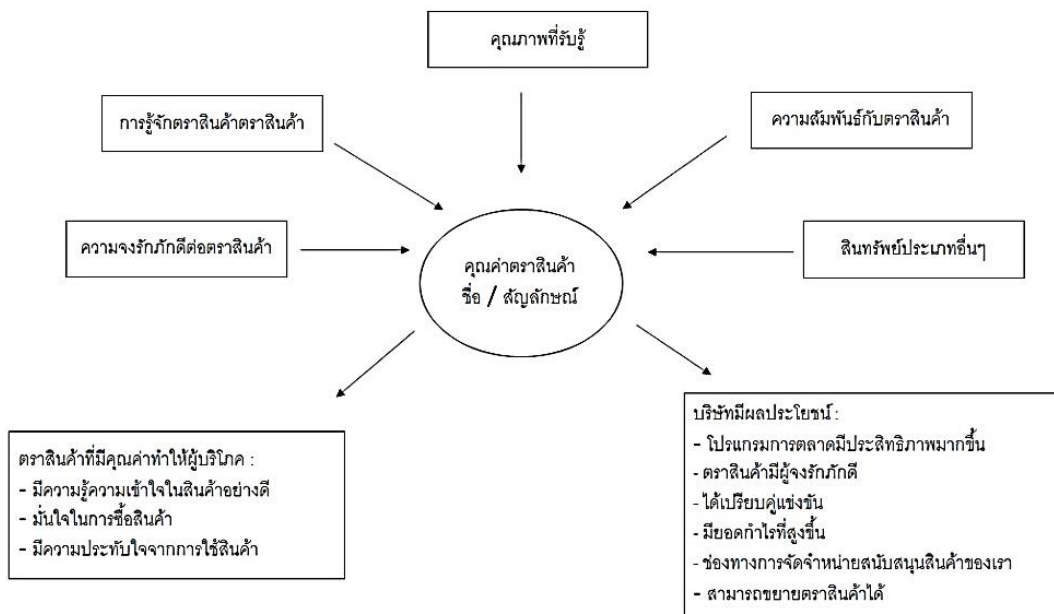 คุณภาพที่รับรู้
การรู้จักตราสินค้าตราสินค้า
ความสัมพันธ์กับตราสินค้า
ความจงรักภักดีต่อตราสินค้า
สินทรัพย์ประเภทอื่นๆ
คุณค่าตราสินค้า
ชื่อ / สัญลักษณ์
ตราสินค้าที่มีคุณค่าทำให้ผู้บริโภค :
- มีความรู้ความเข้าใจในสินค้าอย่างดี
- มั่นใจในการซื้อสินค้า
- มีความประทับใจจากการใช้สินค้า
บริษัทมีผลประโยชน์ :
- โปรแกรมการตลาดมีประสิทธิภาพมากขึ้น
- ตราสินค้ามีผู้จงรักภักดี
- ได้เปรียบคู่แข่งขัน
- มียอดกำไรที่สูงขึ้น
- ช่องทางการจัดจำหน่ายสนับสนุนสินค้าของเรา
- สามารถขยายตราสินค้าได้